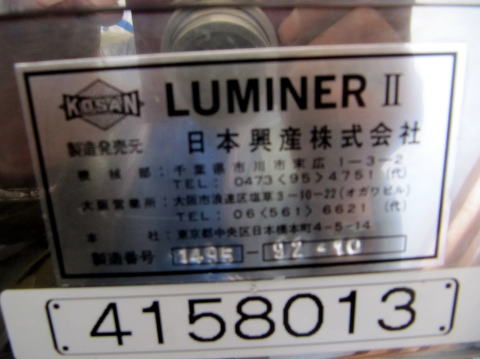 KOSAN LUMINER II
製造発売元 日本興産株式会社
機械部:千葉県市川市末広1-3-2
TEL:0473<95>4751(代)
大阪営業所:大阪市浪速区塩草3-10-22(オガワビル)
TEL:06<561>6621(代)
本社:東京都中央区日本橋本町4-5-14
製造番号 1495-92-10
4158013